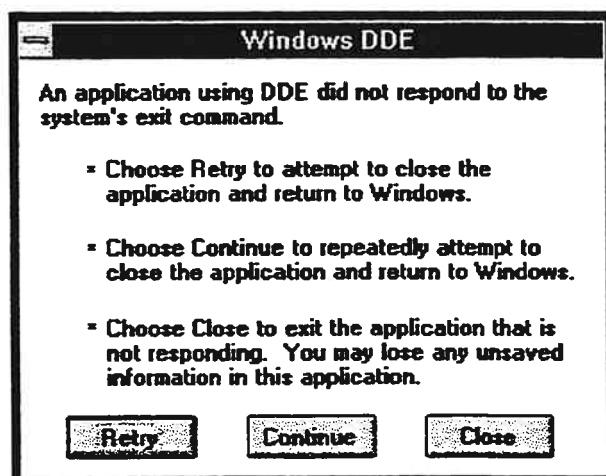 Windows DDE
An application using DDE did not respond to the
system's exit command.
* Choose Retry to attempt to close the
application and return to Windows.
* Choose Continue to repeatedly attempt to
close the application and return to Windows.
* Choose Close to exit the application that is
not responding. You may lose any unsaved
information in this application.
Retry Continue Close